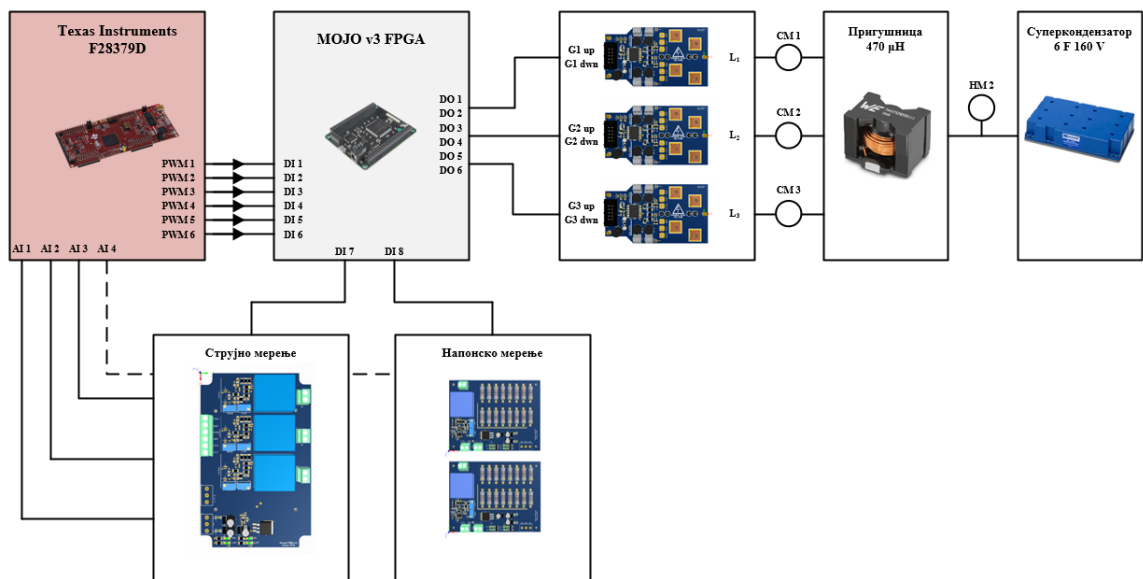 Texas Instruments
F28379D
PWM 1
PWM 2
PWM 3
PWM 4
PWM 5
PWM 6
AI 1
AI 2
AI 3
AI 4
MOJO v3 FPGA
DI 1
DI 2
DI 3
DI 4
DI 5
DI 6
DO 1
DO 2
DO 3
DO 4
DO 5
DO 6
DI 7
DI 8
G1 up
G1 dwn
L₁
G2 up
G2 dwn
L₂
G3 up
G3 dwn
L₃
СМ 1
СМ 2
СМ 3
Пригушница
470 μH
НМ 2
Суперкондензатор
6 F 160 V
Струјно мерење
Напонско мерење